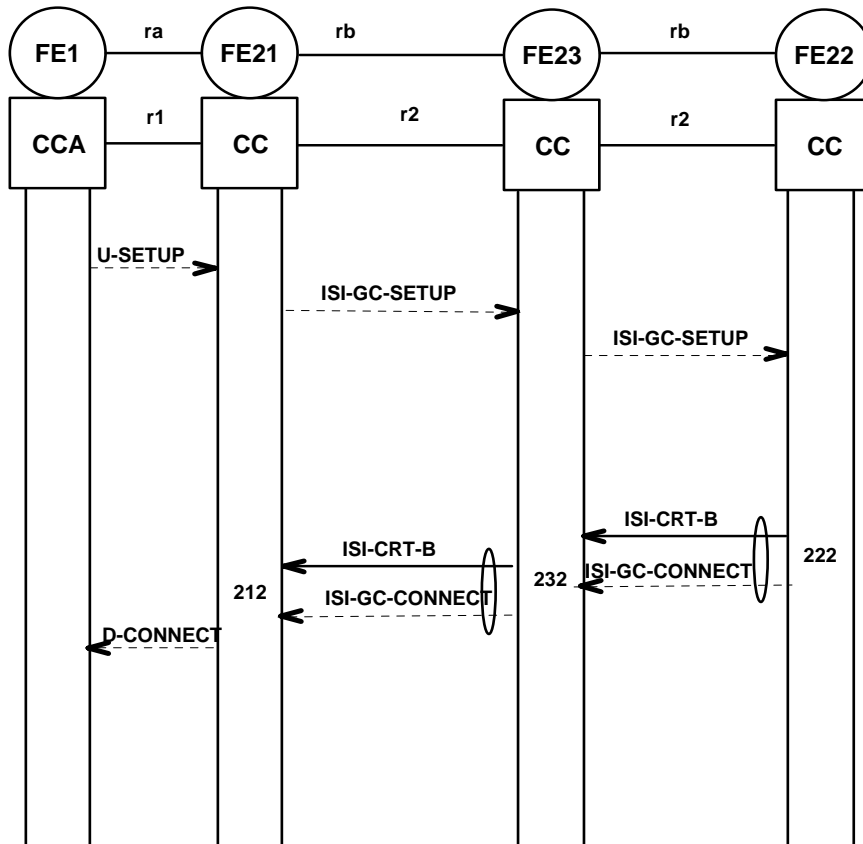 ra rb rb
FE1 FE21 FE23 FE22
r1 r2 r2
CCA CC CC CC
U-SETUP
ISI-GC-SETUP
ISI-GC-SETUP
ISI-CRT-B
ISI-CRT-B
222
212 ISI-GC-CONNECT 232 ISI-GC-CONNECT
D-CONNECT